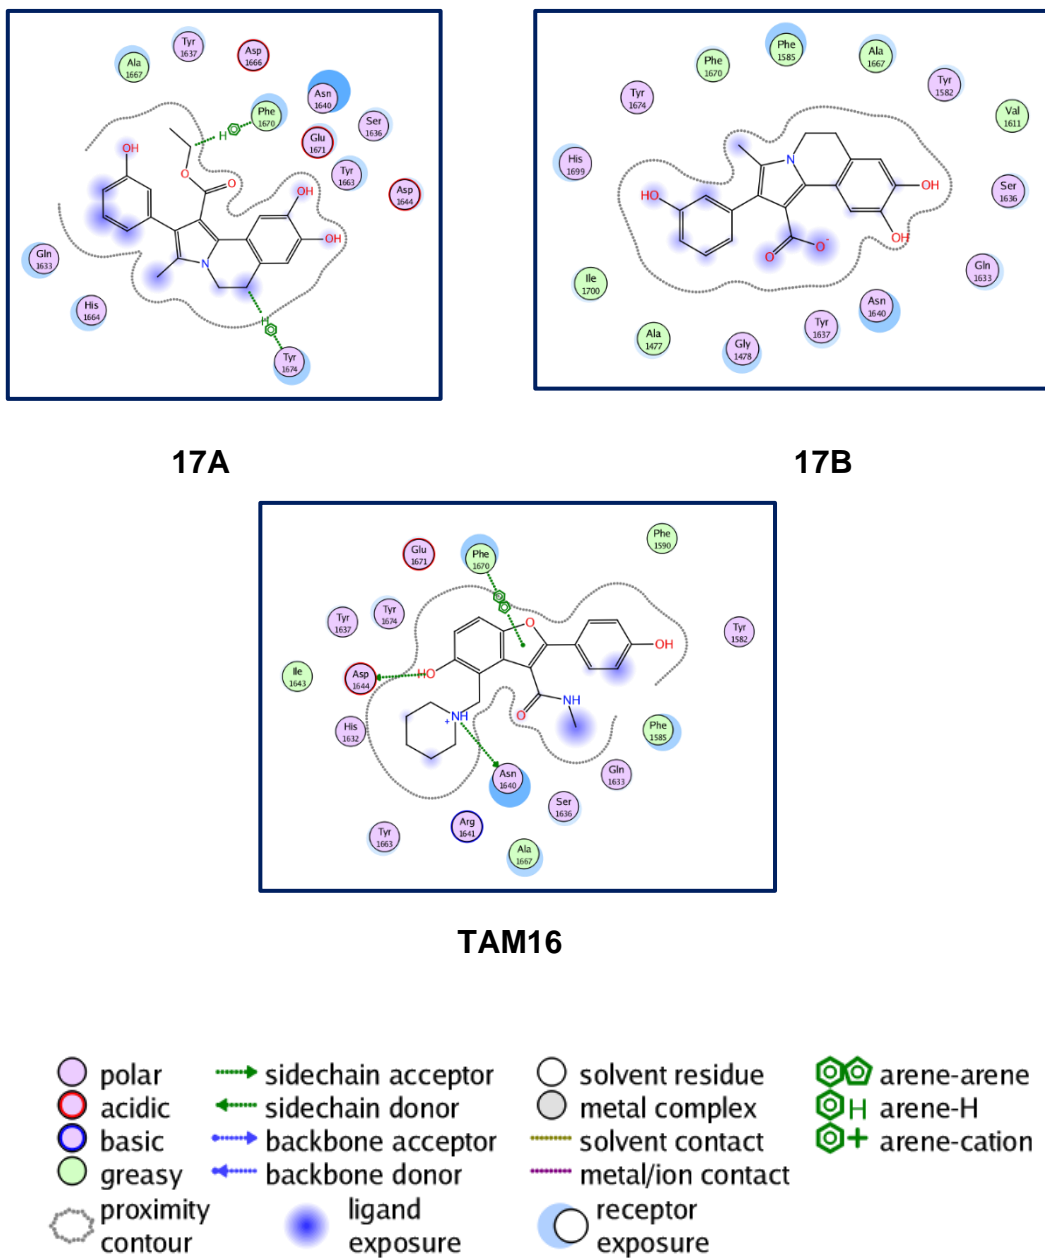 Tyr
1637
Asp
1666
Ala
1667
Asn
1640
Phe
1670
Ser
1636
Glu
1671
Tyr
1663
Asp
1644
Gln
1633
His
1664
Tyr
1674
OH
H
O
O
OH
OH
N
H
17A
Phe
1585
Phe
1670
Ala
1667
Tyr
1674
Tyr
1582
Val
1611
His
1699
Ser
1636
Gln
1633
Ile
1700
Asn
1640
Tyr
1637
Ala
1477
Gly
1478
N
HO
OH
OH
O
O-
17B
Phe
1590
Glu
1671
Phe
1670
Tyr
1637
Tyr
1674
Tyr
1582
Ile
1643
Asp
1644
His
1632
Phe
1585
Gln
1633
Asn
1640
Ser
1636
Arg
1641
Tyr
1663
Ala
1667
O
OH
HO
NH
O
NH
+
TAM16
polar
sidechain acceptor
solvent residue
arene-arene
acidic
sidechain donor
metal complex
H arene-H
basic
backbone acceptor
solvent contact
+ arene-cation
greasy
backbone donor
metal/ion contact
proximity
contour
ligand
exposure
receptor
exposure